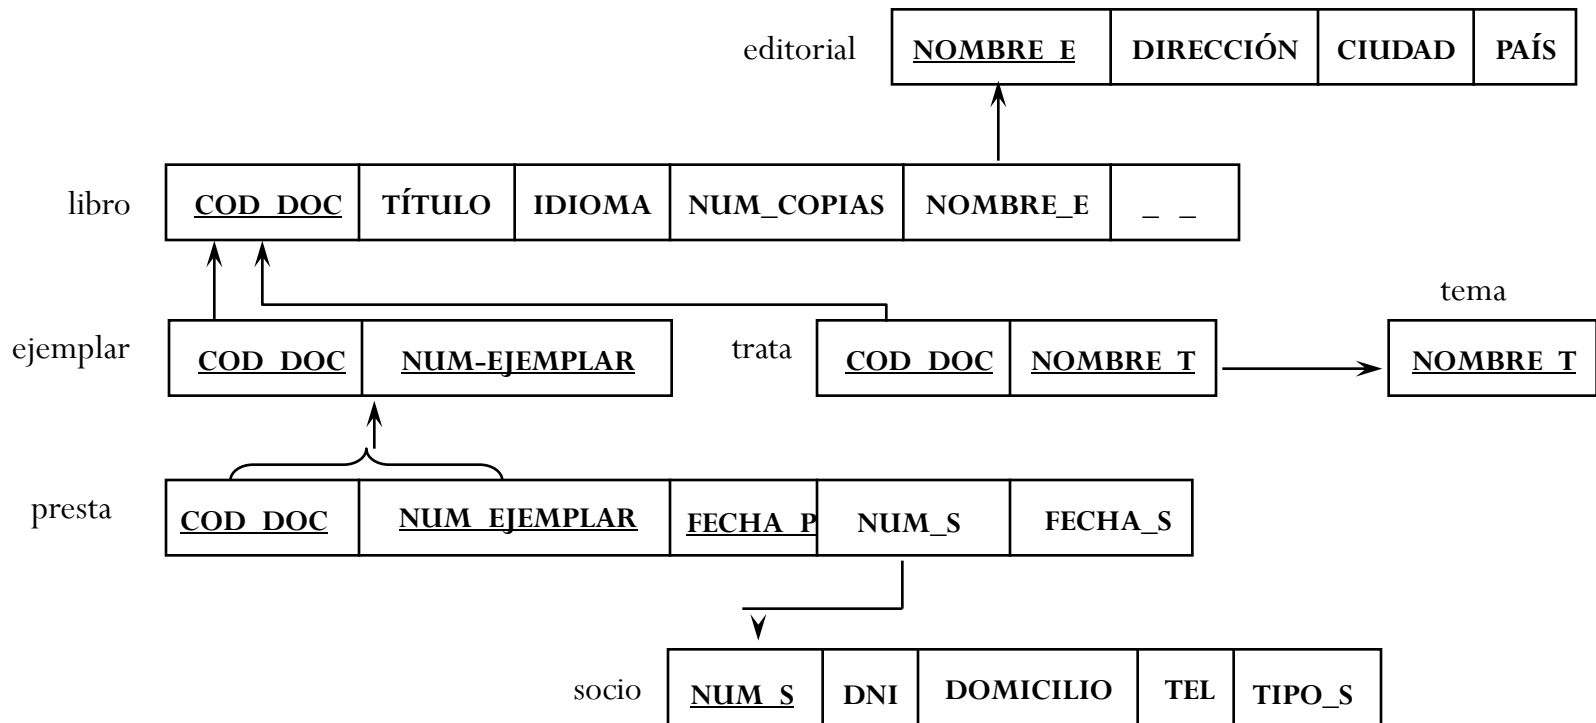 editorial NOMBRE_E DIRECCIÓN CIUDAD PAÍS
libro COD_DOC TÍTULO IDIOMA NUM_COPIAS NOMBRE_E _ _
tema
ejemplar COD_DOC NUM-EJEMPLAR trata COD_DOC NOMBRE_T NOMBRE_T
presta COD_DOC NUM_EJEMPLAR FECHA_P NUM_S FECHA_S
socio NUM_S DNI DOMICILIO TEL TIPO_S